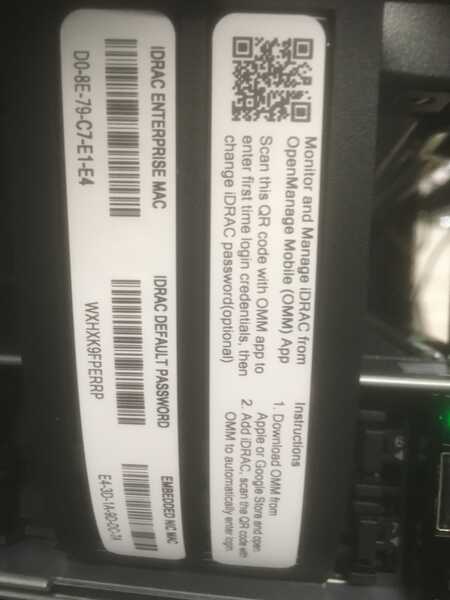 Monitor and Manage iDRAC from
OpenManage Mobile (OMM) App
Scan this QR code with OMM app to
enter first time login credentials, then
change iDRAC password(optional)
Instructions
1. Download OMM from
Apple or Google Store and open
2. Add iDRAC, scan the QR code with
OMM to automatically enter login
IDRAC ENTERPRISE MAC
D0-8E-79-C7-E1-E4
IDRAC DEFAULT PASSWORD
WXHXK9FPERRP
EMBEDDED NIC MAC
6